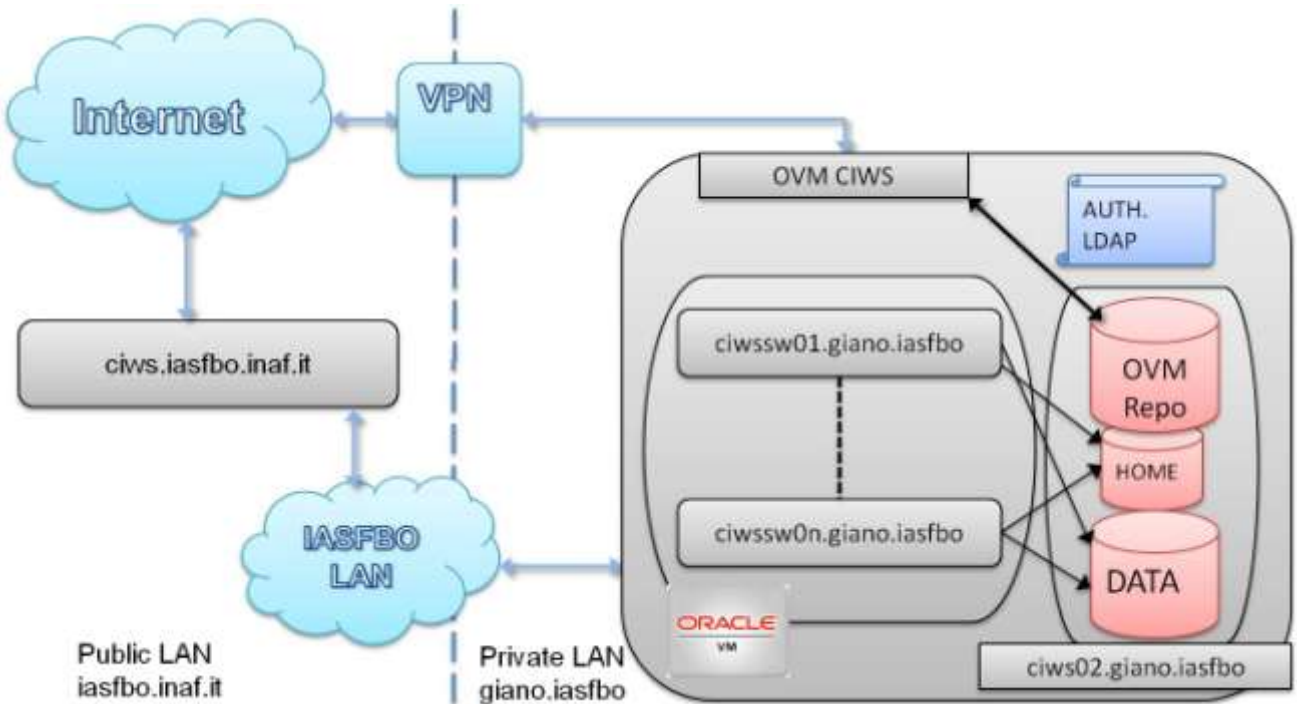 Internet
VPN
OVM CIWS
AUTH.
LDAP
ciws.iasfbo.inaf.it
ciwssw01.giano.iasfbo
OVM
Repo
HOME
ciwssw0n.giano.iasfbo
DATA
IASFBO
LAN
ORACLE
VM
Public LAN
iasfbo.inaf.it
Private LAN
giano.iasfbo
ciws02.giano.iasfbo